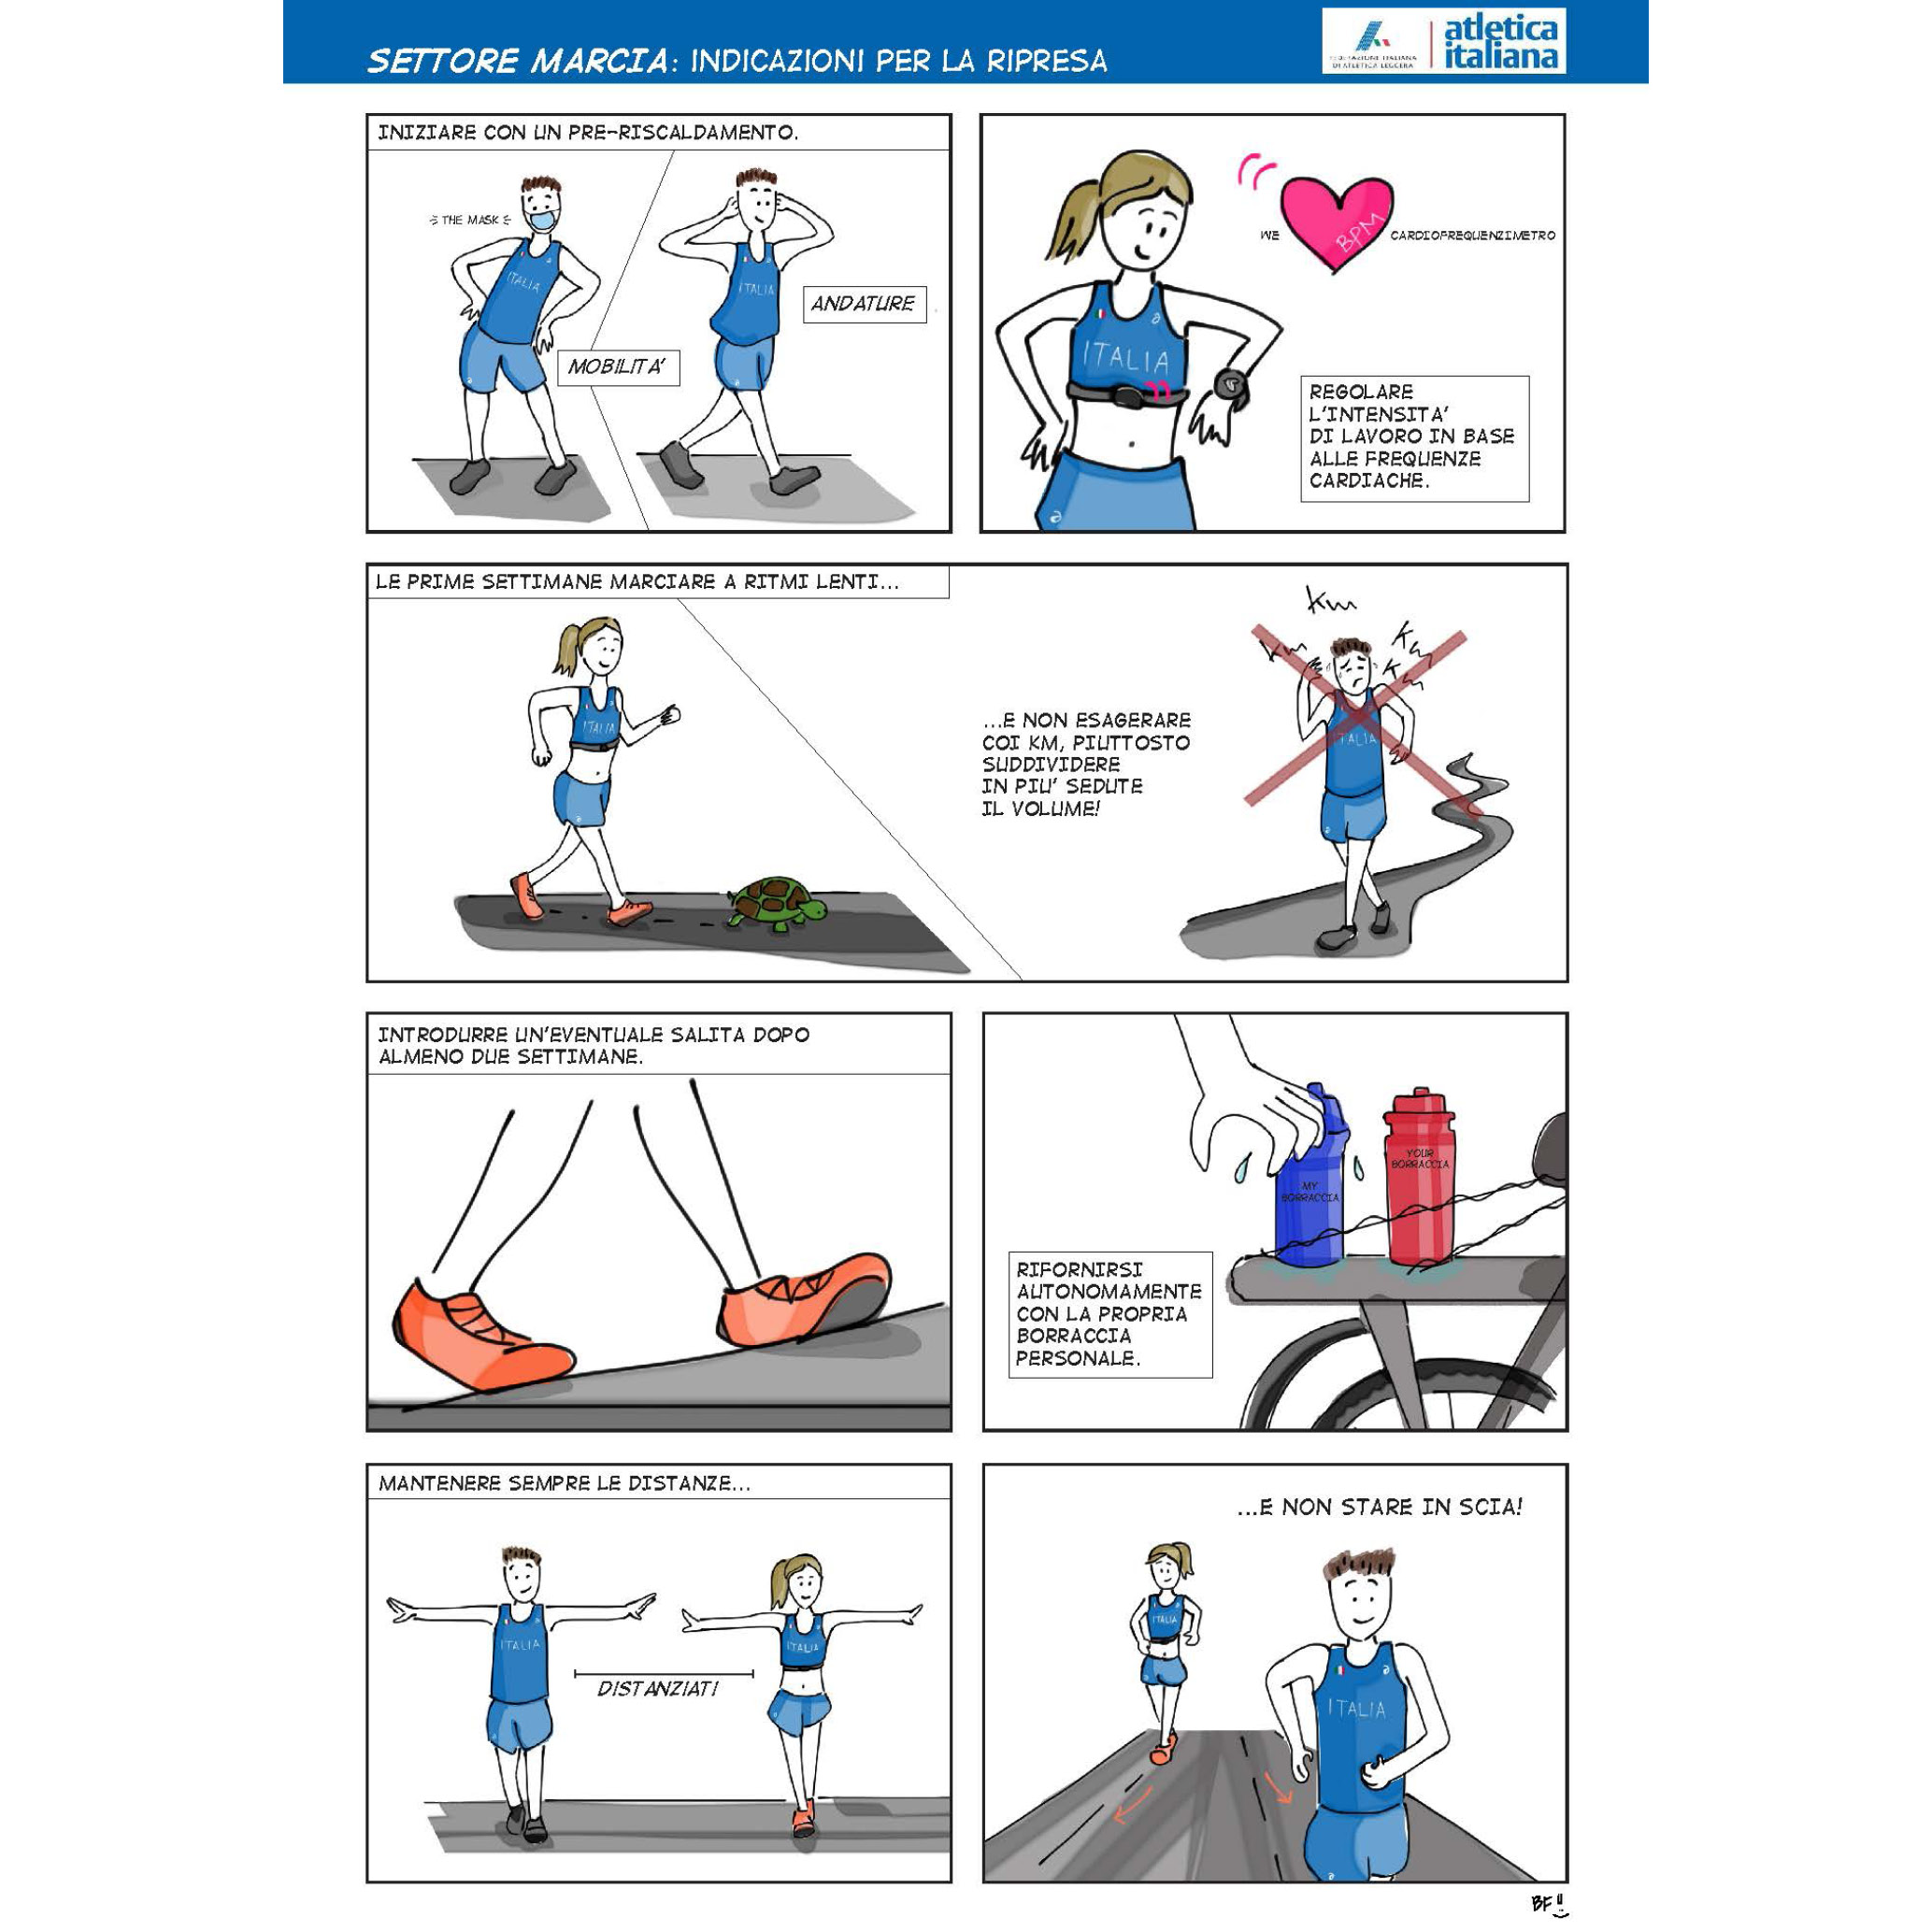 SETTORE MARCIA: INDICAZIONI PER LA RIPRESA
FEDERAZIONE ITALIANA
DI ATLETICA LEGGERA
atletica
italiana
INIZIARE CON UN PRE-RISCALDAMENTO.
THE MASK
ITALIA
MOBILITA'
ITALIA
ANDATURE
WE
BPM
CARDIOFREQUENZIMETRO
ITALIA
REGOLARE
L'INTENSITA'
DI LAVORO IN BASE
ALLE FREQUENZE
CARDIACHE.
LE PRIME SETTIMANE MARCIARE A RITMI LENTI...
ITALIA
...E NON ESAGERARE
COI KM, PIUTTOSTO
SUDDIVIDERE
IN PIU' SEDUTE
IL VOLUME!
Km
Km
Km
Km
ITALIA
INTRODURRE UN'EVENTUALE SALITA DOPO
ALMENO DUE SETTIMANE.
MY
BORRACCIA
YOUR
BORRACCIA
RIFORNIRSI
AUTONOMAMENTE
CON LA PROPRIA
BORRACCIA
PERSONALE.
MANTENERE SEMPRE LE DISTANZE...
ITALIA
ITALIA
DISTANZIATI
...E NON STARE IN SCIA!
ITALIA
ITALIA
BF